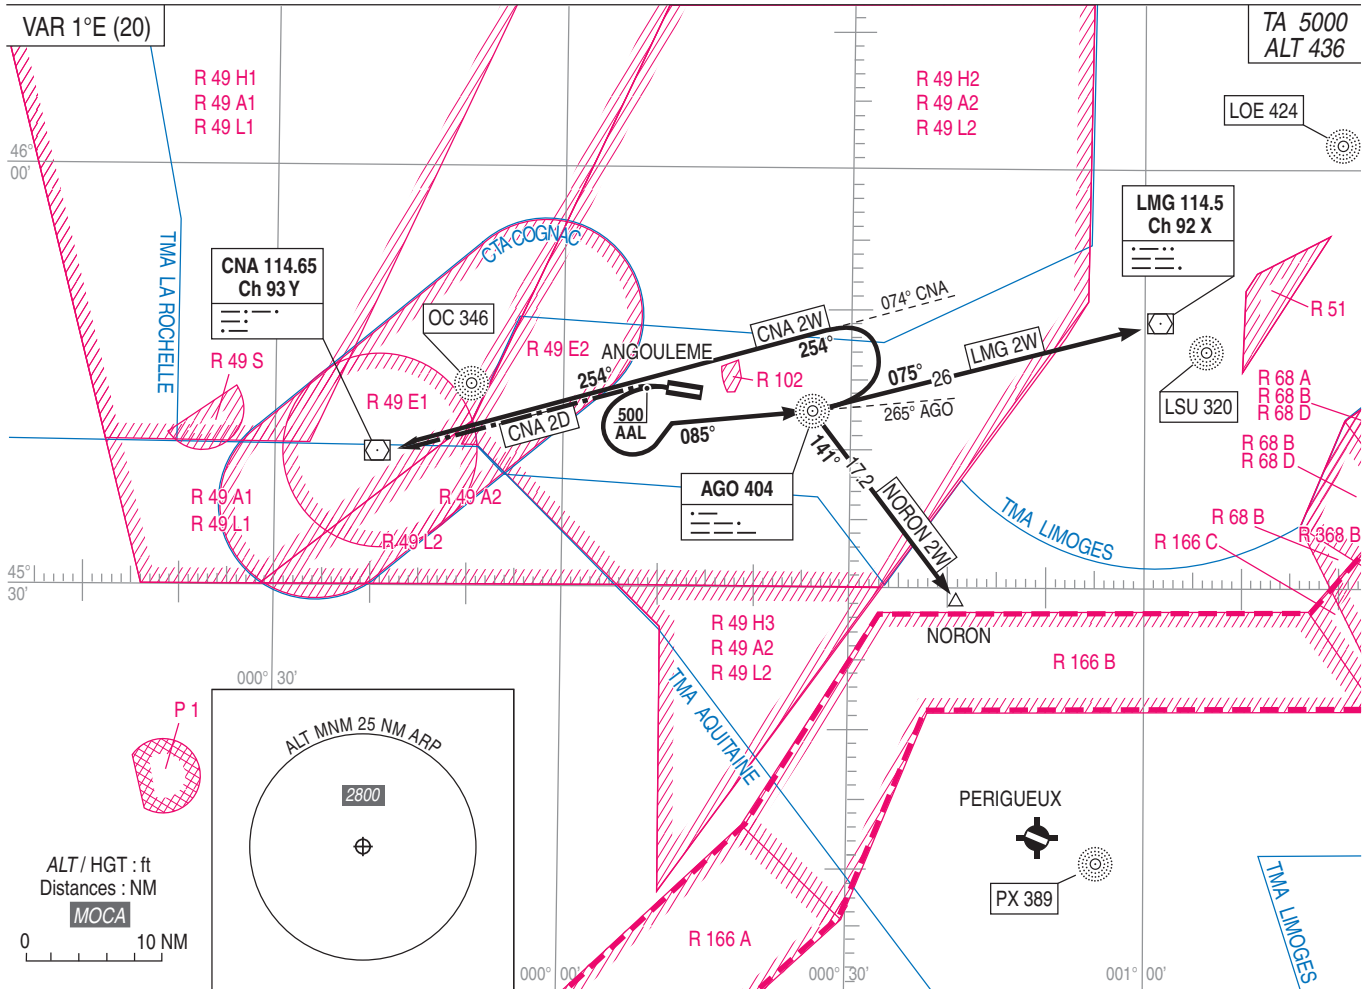 VAR 1°E (20)
TA 5000
ALT 436
R 49 H1
R 49 A1
R 49 L1
R 49 H2
R 49 A2
R 49 L2
LOE 424
46°
00'
LMG 114.5
Ch 92 X
TMA LA ROCHELLE
CTA COGNAC
CNA 114.65
Ch 93 Y
OC 346
R 49 S
R 49 E2
ANGOULEME
CNA 2W
074° CNA
254°
LMG 2W
R 51
R 49 E1
254°
R 102
075°
26
265° AGO
LSU 320
R 68 A
R 68 B
R 68 D
R 68 B
R 68 D
CNA 2D
500
AAL
085°
141°
17.2
AGO 404
NORON 2W
R 49 A1
R 49 L1
R 49 A2
R 49 L2
TMA LIMOGES
R 68 B
R 166 C
R 368 B
45°
30'
R 49 H3
R 49 A2
R 49 L2
NORON
R 166 B
000° 30'
TMA AQUITAINE
P 1
ALT MNM 25 NM ARP
2800
PERIGUEUX
PX 389
ALT / HGT : ft
Distances : NM
MOCA
0 10 NM
R 166 A
TMA LIMOGES
000° 00'
000° 30'
001° 00'